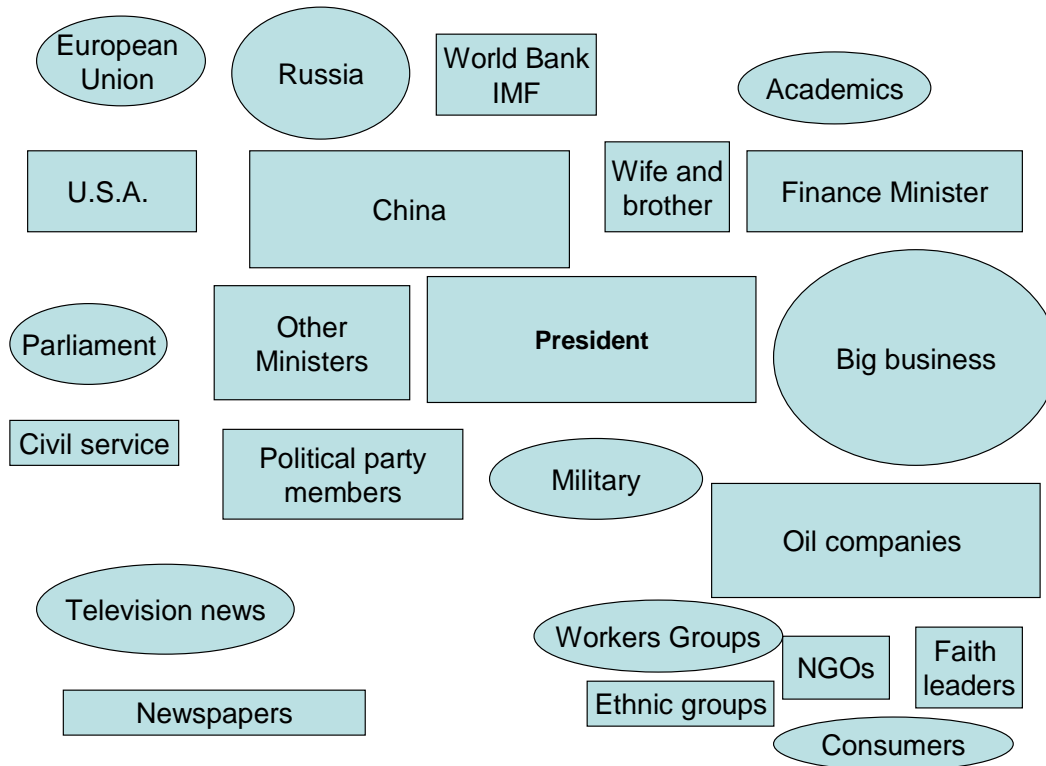 European
Union
Russia
World Bank
IMF
Academics
U.S.A.
China
Wife and
brother
Finance Minister
Parliament
Other
Ministers
President
Big business
Civil service
Political party
members
Military
Oil companies
Television news
Workers Groups
NGOs
Faith
leaders
Newspapers
Ethnic groups
Consumers